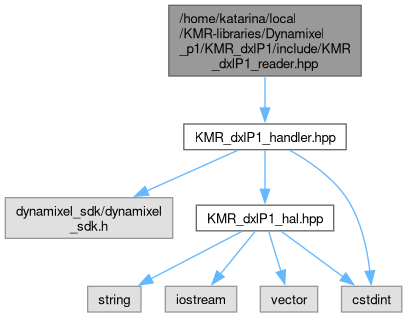 /home/katarina/local
/KMR-libraries/Dynamixel
_p1/KMR_dxlP1/include/KMR
_dxlP1_reader.hpp
KMR_dxlP1_handler.hpp
dynamixel_sdk/dynamixel
_sdk.h
KMR_dxlP1_hal.hpp
string
iostream
vector
cstdint